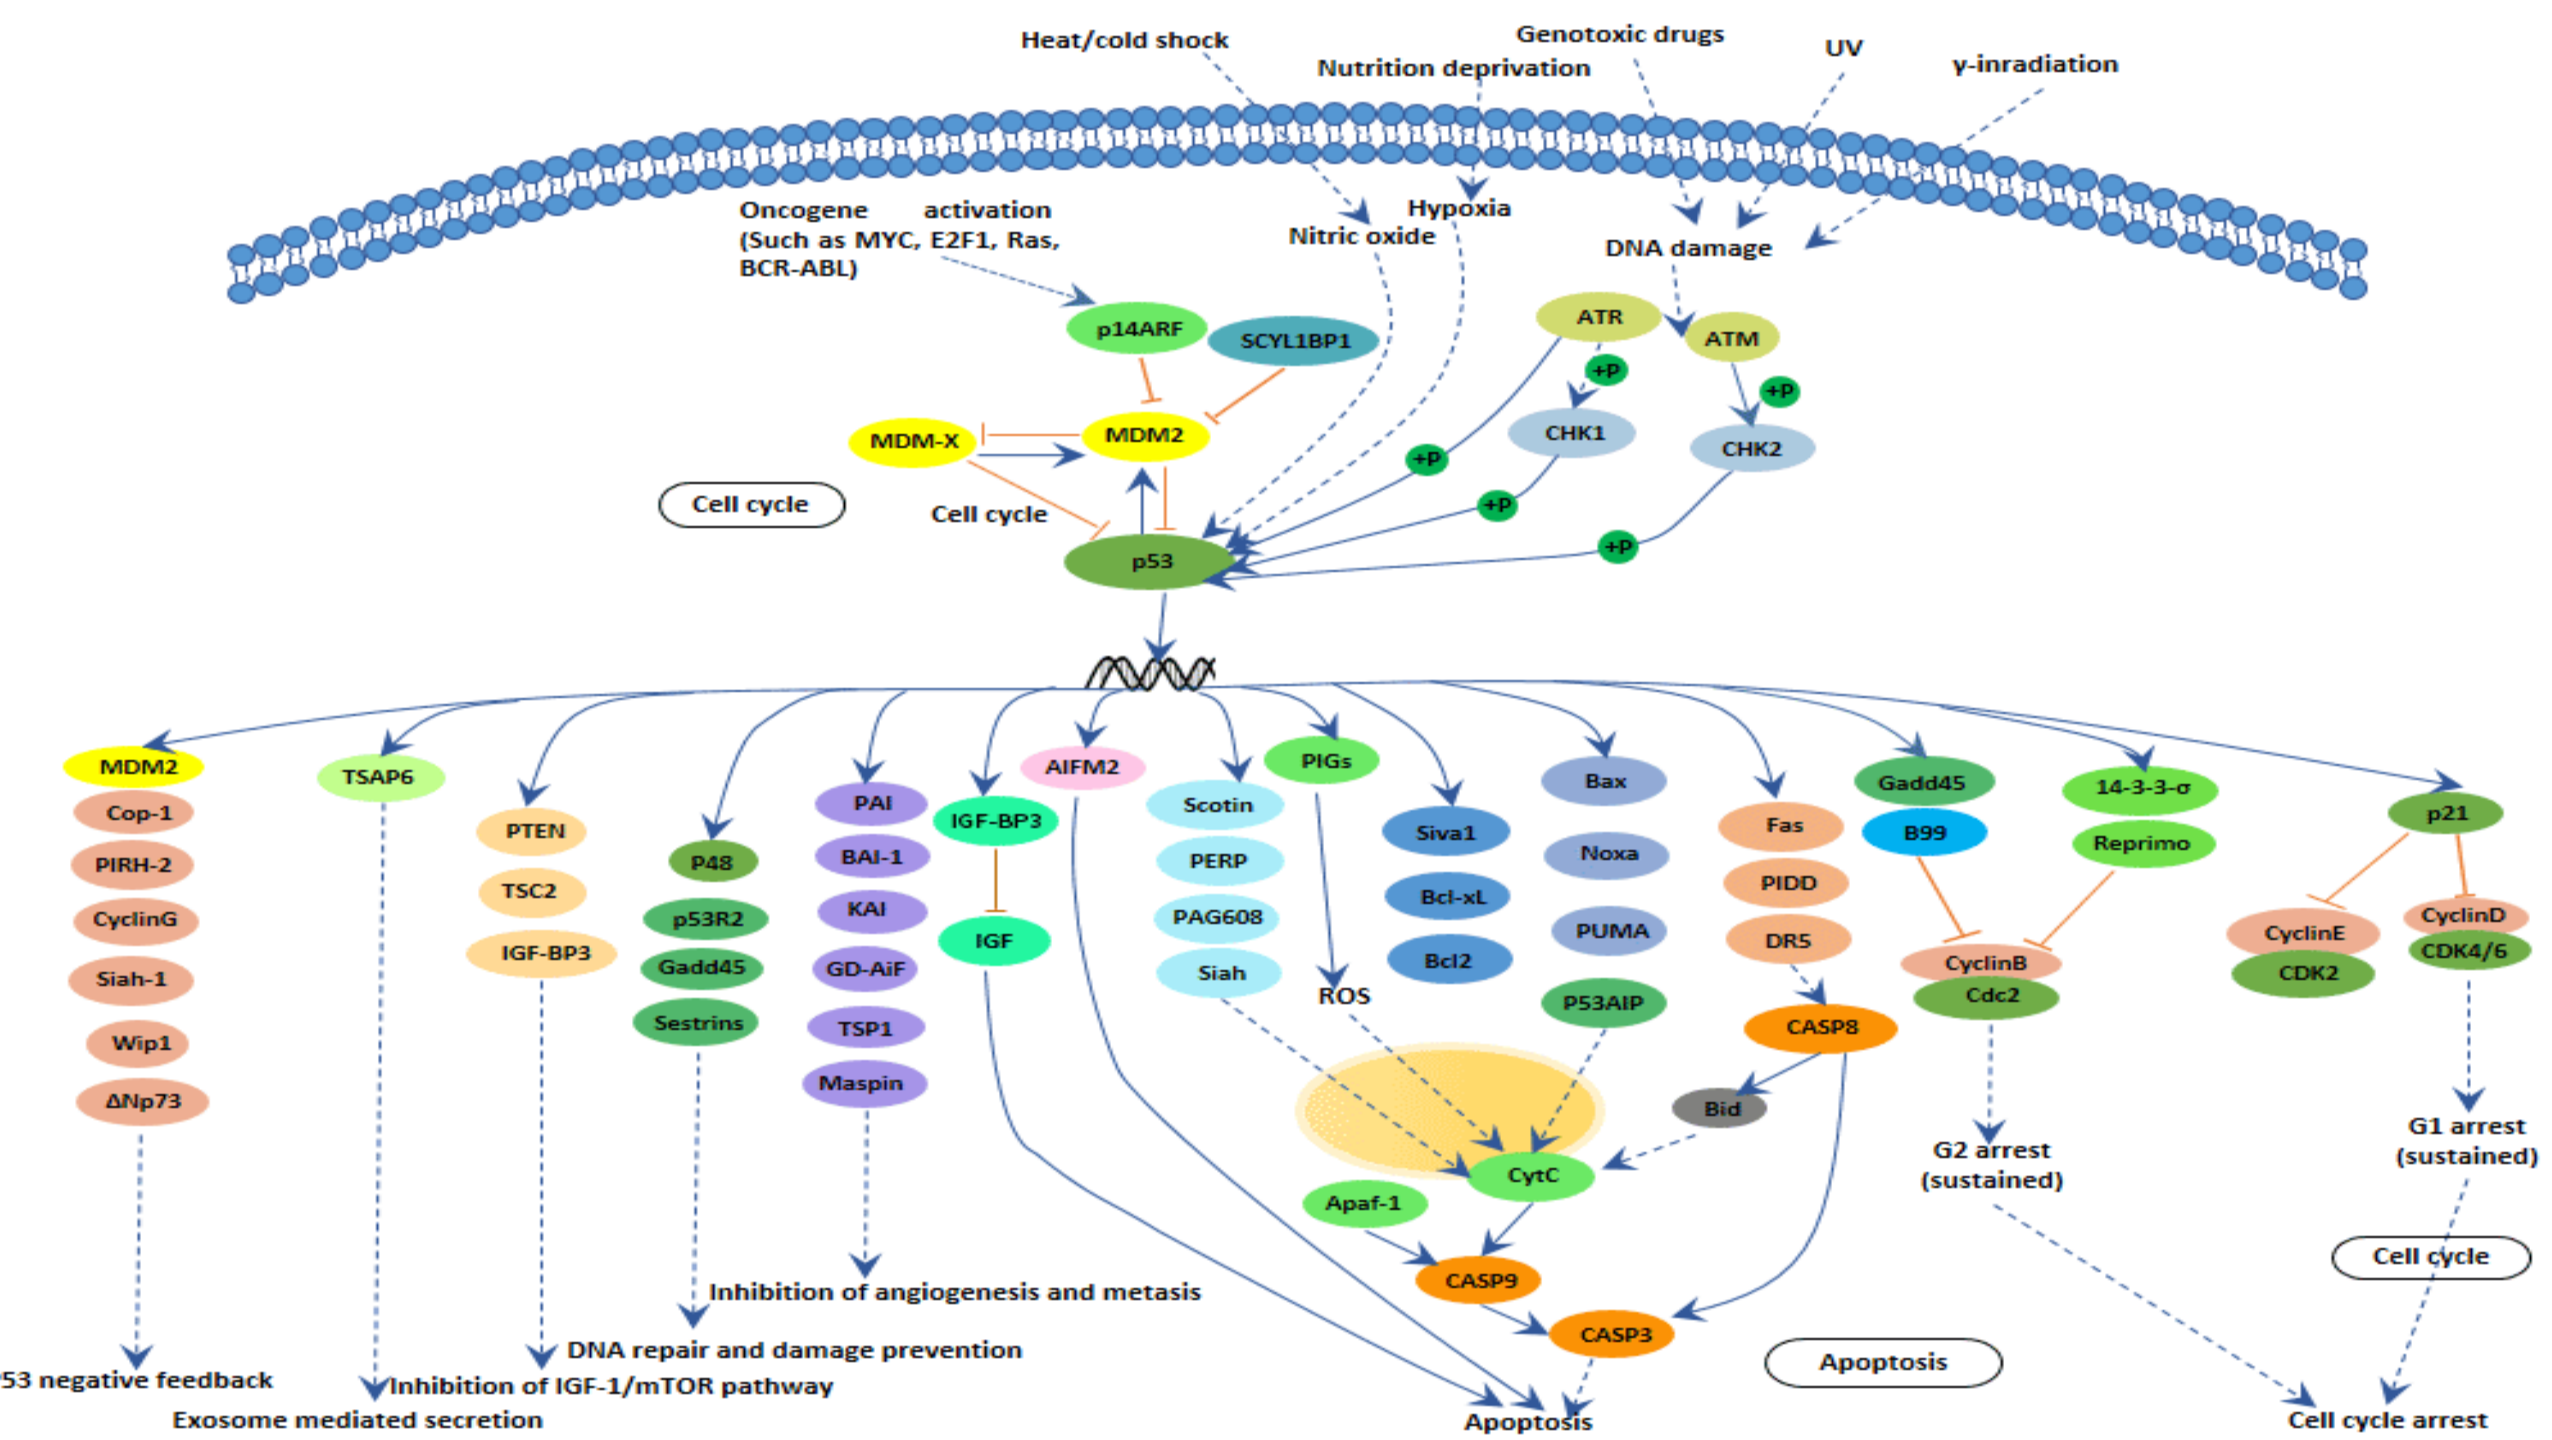 Heat/cold shock
Nutrition deprivation
Genotoxic drugs
UV
γ-inradiation
Oncogene activation
(Such as MYC, E2F1, Ras,
BCR-ABL)
Nitric oxide
Hypoxia
DNA damage
p14ARF
SCYL1BP1
ATR
ATM
+P
+P
MDM-X
MDM2
CHK1
CHK2
+P
+P
+P
Cell cycle
Cell cycle
p53
MDM2
Cop-1
PIRH-2
CyclinG
Siah-1
Wip1
ΔNp73
53 negative feedback
TSAP6
Exosome mediated secretion
PTEN
TSC2
IGF-BP3
Inhibition of IGF-1/mTOR pathway
P48
p53R2
Gadd45
Sestrins
DNA repair and damage prevention
PAI
BAI-1
KAI
GD-AiF
TSP1
Maspin
Inhibition of angiogenesis and metasis
IGF-BP3
IGF
AIFM2
Scotin
PERP
PAG608
Siah
PIGs
ROS
Siva1
Bcl-xL
Bcl2
Bax
Noxa
PUMA
P53AIP
Fas
PIDD
DR5
CASP8
Bid
CytC
Apaf-1
CASP9
CASP3
Apoptosis
Apoptosis
Gadd45
B99
14-3-3-σ
Reprimo
CyclinB
Cdc2
G2 arrest
(sustained)
p21
CyclinE
CDK2
CyclinD
CDK4/6
G1 arrest
(sustained)
Cell cycle
Cell cycle arrest